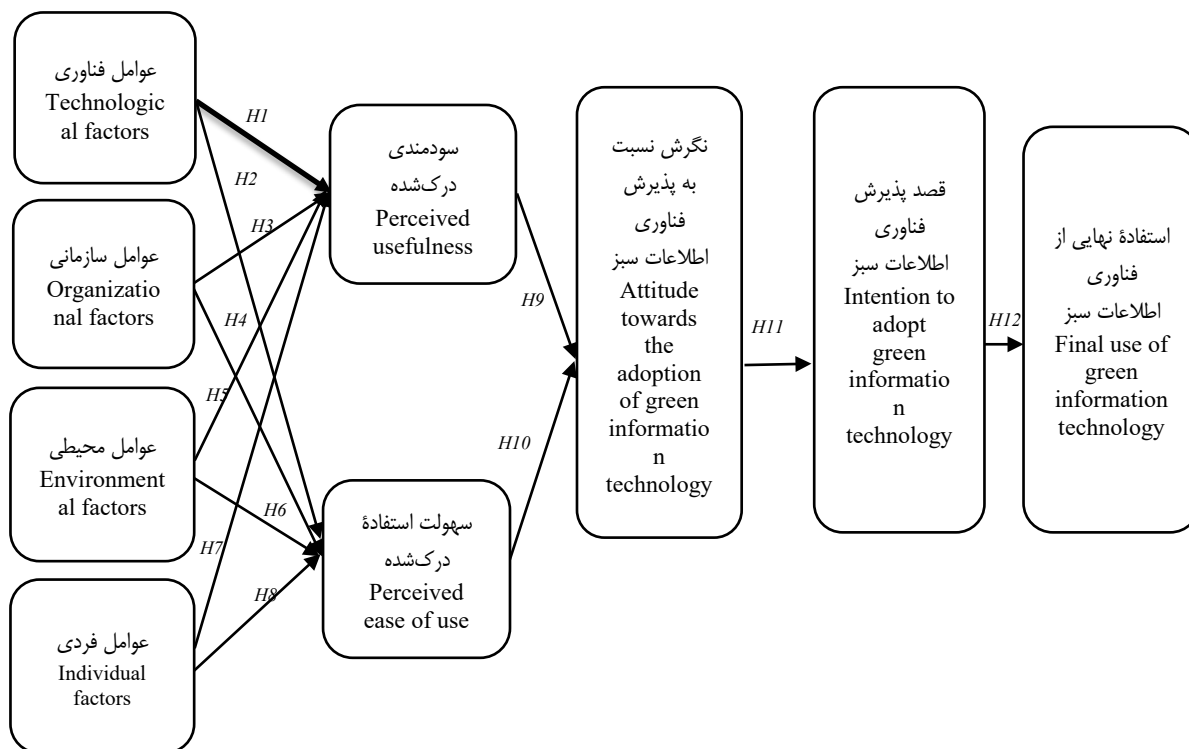 عوامل فناوری
Technologic
al factors
عوامل سازمانی
Organizatio
nal factors
عوامل محیطی
Environment
al factors
عوامل فردی
Individual
factors
H1
H2
H3
H4
H5
H6
H7
H8
سودمندی
درک‌شده
Perceived
usefulness
سهولت استفادهٔ
درک‌شده
Perceived
ease of use
H9
H10
نگرش نسبت
به پذیرش
فناوری
اطلاعات سبز
Attitude
towards
the
adoption
of green
informatio
n
technology
H11
قصد پذیرش
فناوری
اطلاعات سبز
Intention to
adopt
green
informatio
n
technology
H12
استفادهٔ نهایی از
فناوری
اطلاعات سبز
Final use of
green
information
technology